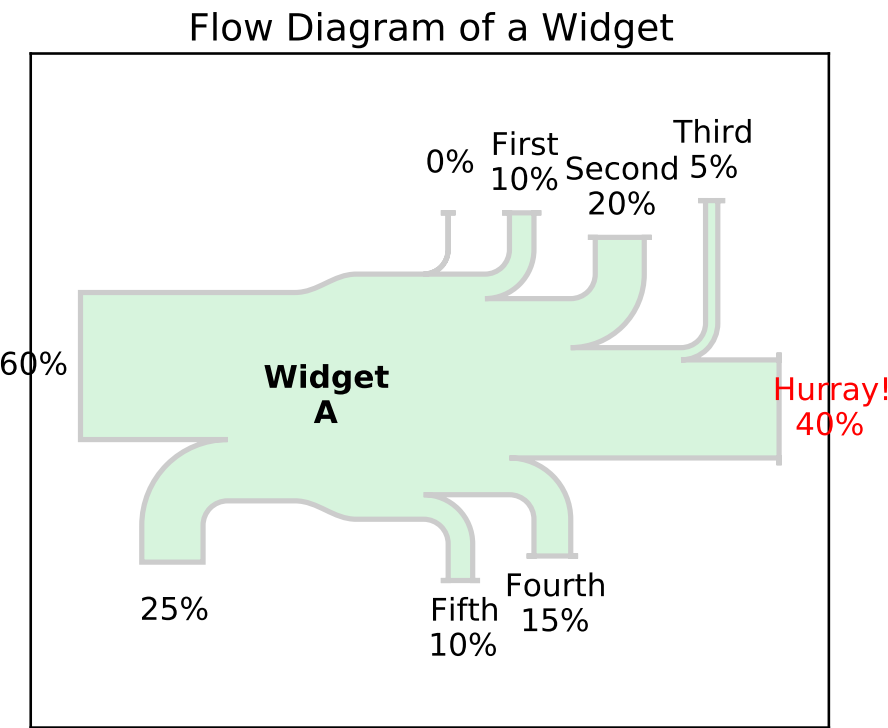 Flow Diagram of a Widget
0%
First
10%
Second
20%
Third
5%
60%
Widget
A
Hurray!
40%
25%
Fifth
10%
Fourth
15%